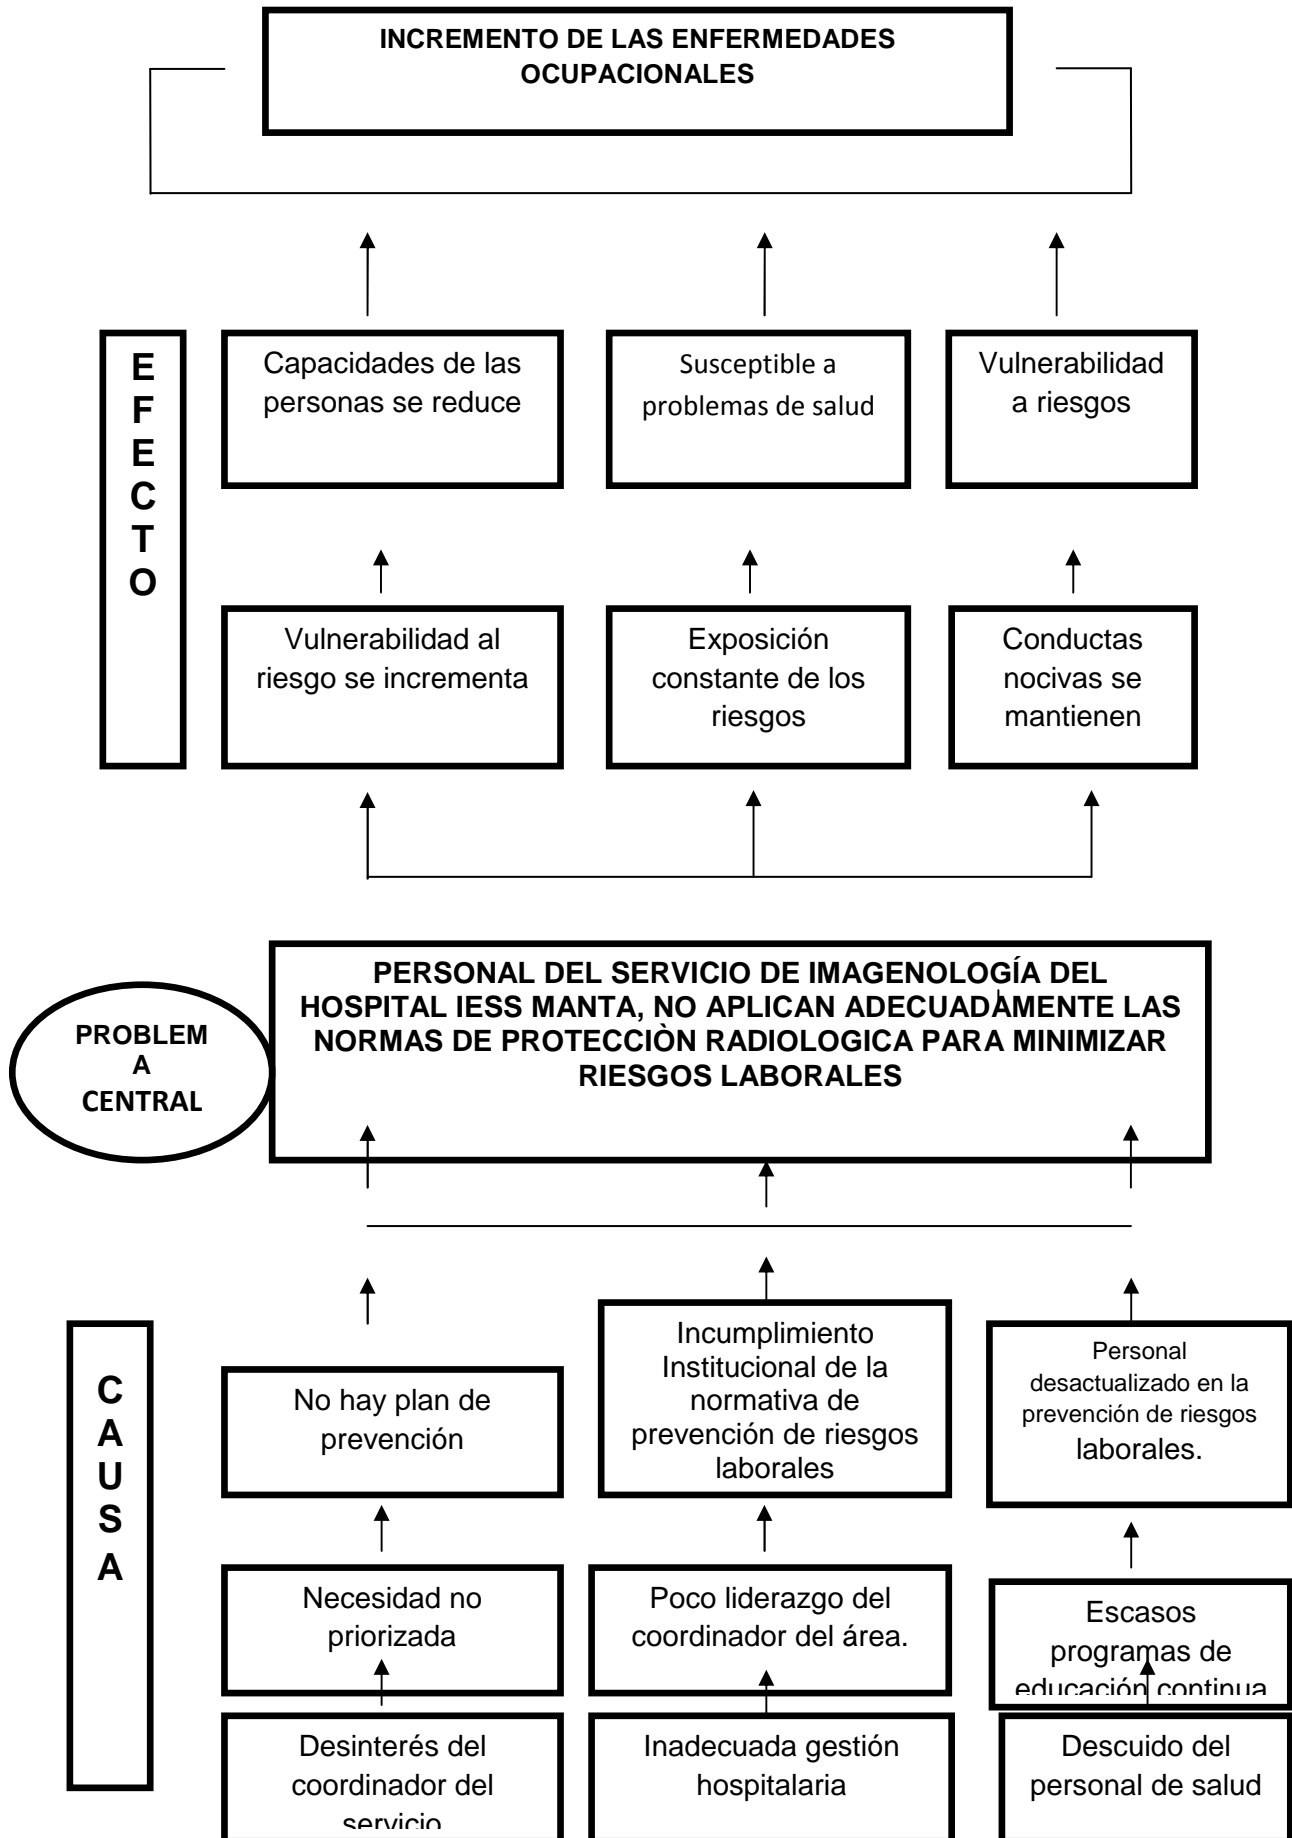 INCREMENTO DE LAS ENFERMEDADES
OCUPACIONALES
E
F
E
C
T
O
Capacidades de las
personas se reduce
Susceptible a
problemas de salud
Vulnerabilidad
a riesgos
Vulnerabilidad al
riesgo se incrementa
Exposición
constante de los
riesgos
Conductas
nocivas se
mantienen
PROBLEM
A
CENTRAL
PERSONAL DEL SERVICIO DE IMAGENOLOGÍA DEL
HOSPITAL IESS MANTA, NO APLICAN ADECUADAMENTE LAS
NORMAS DE PROTECCIÒN RADIOLOGICA PARA MINIMIZAR
RIESGOS LABORALES
C
A
U
S
A
No hay plan de
prevención
Incumplimiento
Institucional de la
normativa de
prevención de riesgos
laborales
Personal
desactualizado en la
prevención de riesgos
laborales.
Necesidad no
priorizada
Poco liderazgo del
coordinador del área.
Escasos
programas de
educación continua
Desinterés del
coordinador del
servicio
Inadecuada gestión
hospitalaria
Descuido del
personal de salud